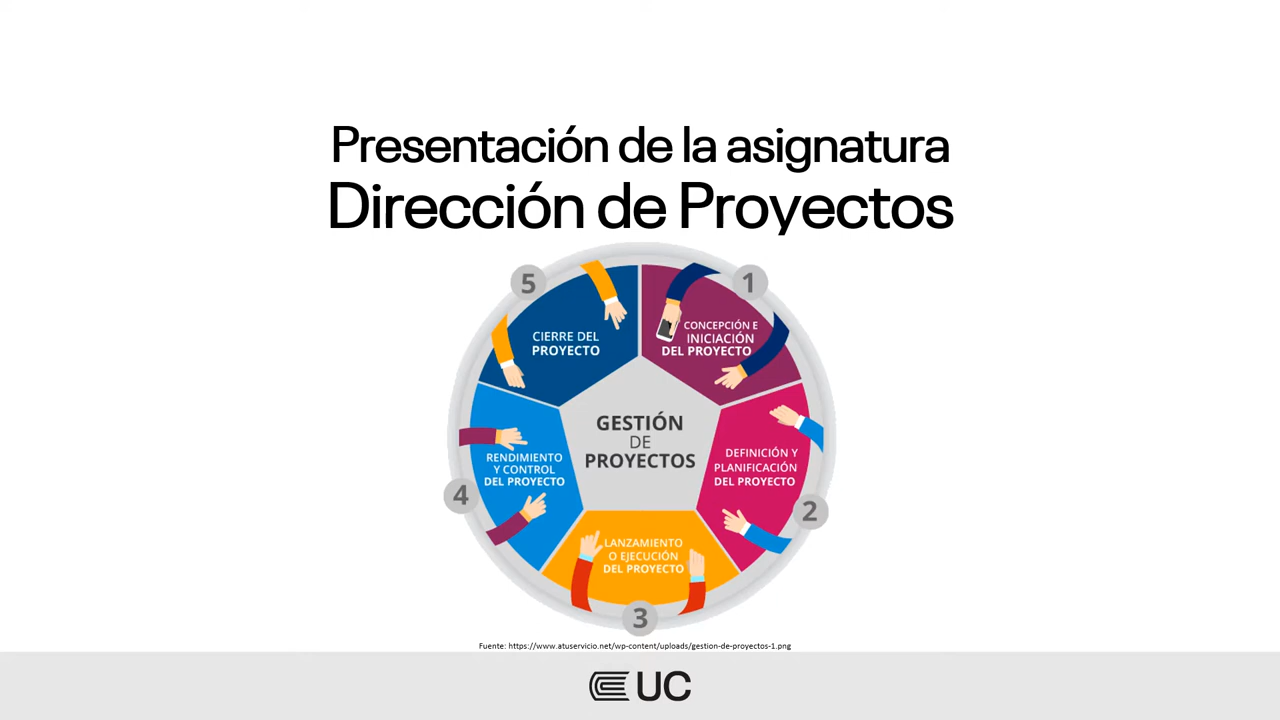 Presentación de la asignatura
Dirección de Proyectos
5
1
CIERRE DEL
PROYECTO
CONCEPCIÓN E
INICIACIÓN
DEL PROYECTO
GESTIÓN
DE
PROYECTOS
RENDIMIENTO
Y CONTROL
DEL PROYECTO
4
DEFINICIÓN Y
PLANIFICACIÓN
DEL PROYECTO
2
LANZAMIENTO
O EJECUCIÓN
DEL PROYECTO
3
Fuente: https://www.atuservicio.net/wp-content/uploads/gestion-de-proyectos-1.png
UC